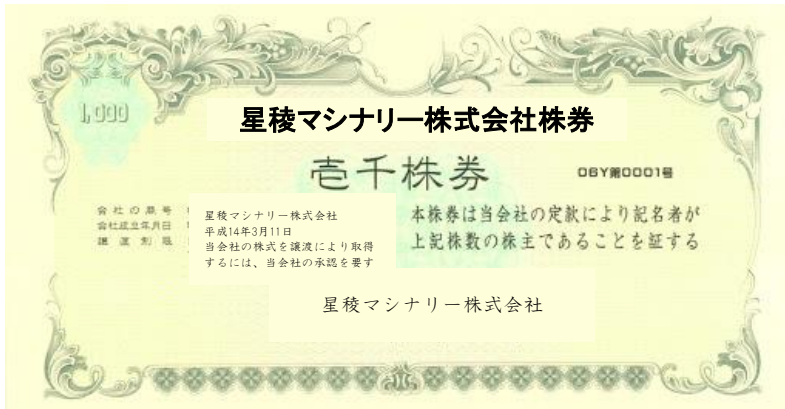 1,000
星稜マシナリー株式会社株券
壱千株券
06Y第0001号
会社の商号
星稜マシナリー株式会社
会社成立年月日
平成14年3月11日
譲渡制限
当会社の株式を譲渡により取得
するには、当会社の承認を要す
本株券は当会社の定款により記名者が
上記株数の株主であることを証する
星稜マシナリー株式会社